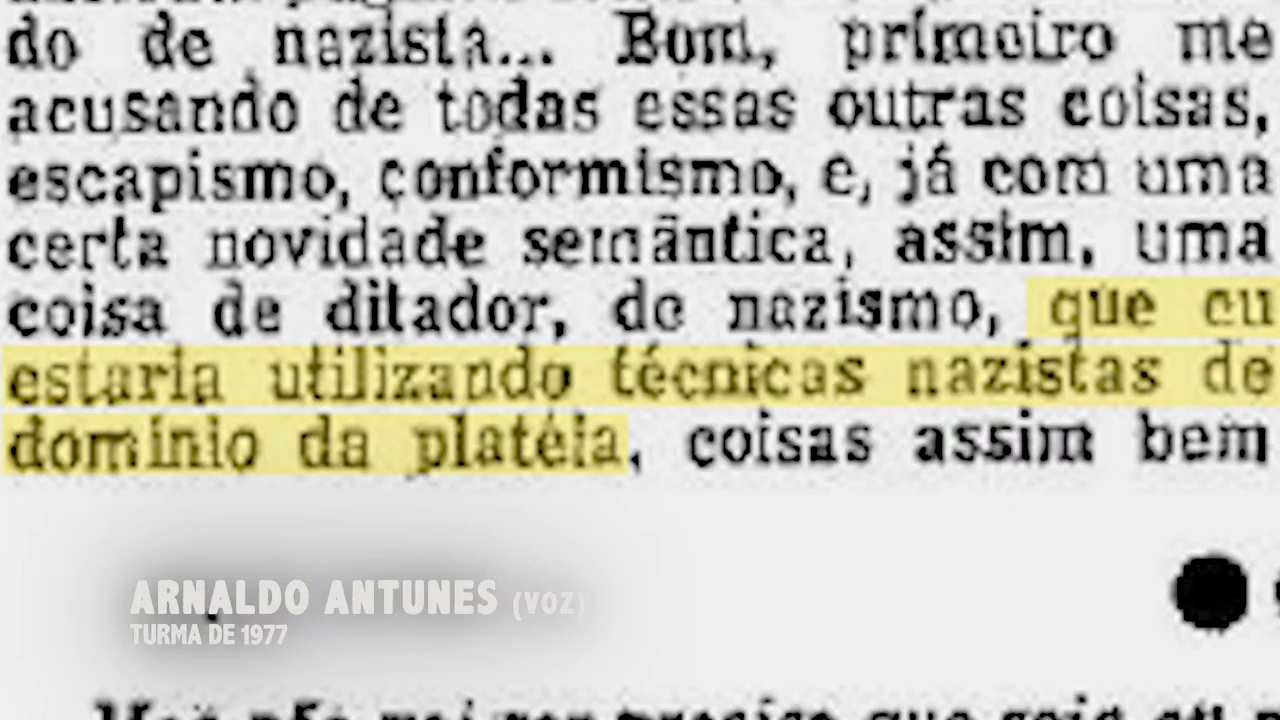 do de nazista... Bom, primeiro me
acusando de todas essas outras coisas,
escapismo, conformismo, e, já com uma
certa novidade semântica, assim, uma
coisa de ditador, de nazismo, que eu
estaria utilizando técnicas nazistas de
domínio da platéia, coisas assim bem
ARNALDO ANTUNES (VOZ)
TURMA DE 1977